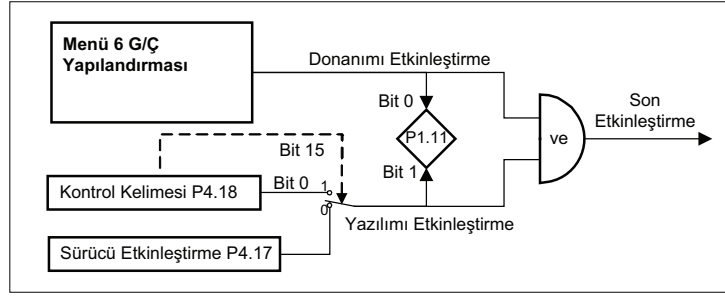 Menü 6 G/Ç
Yapılandırması
Donanımı Etkinleştirme
Bit 0
P1.11
Bit 1
ve
Son
Etkinleştirme
Bit 15
Kontrol Kelimesi P4.18
Bit 0
1
0
Yazılımı Etkinleştirme
Sürücü Etkinleştirme P4.17